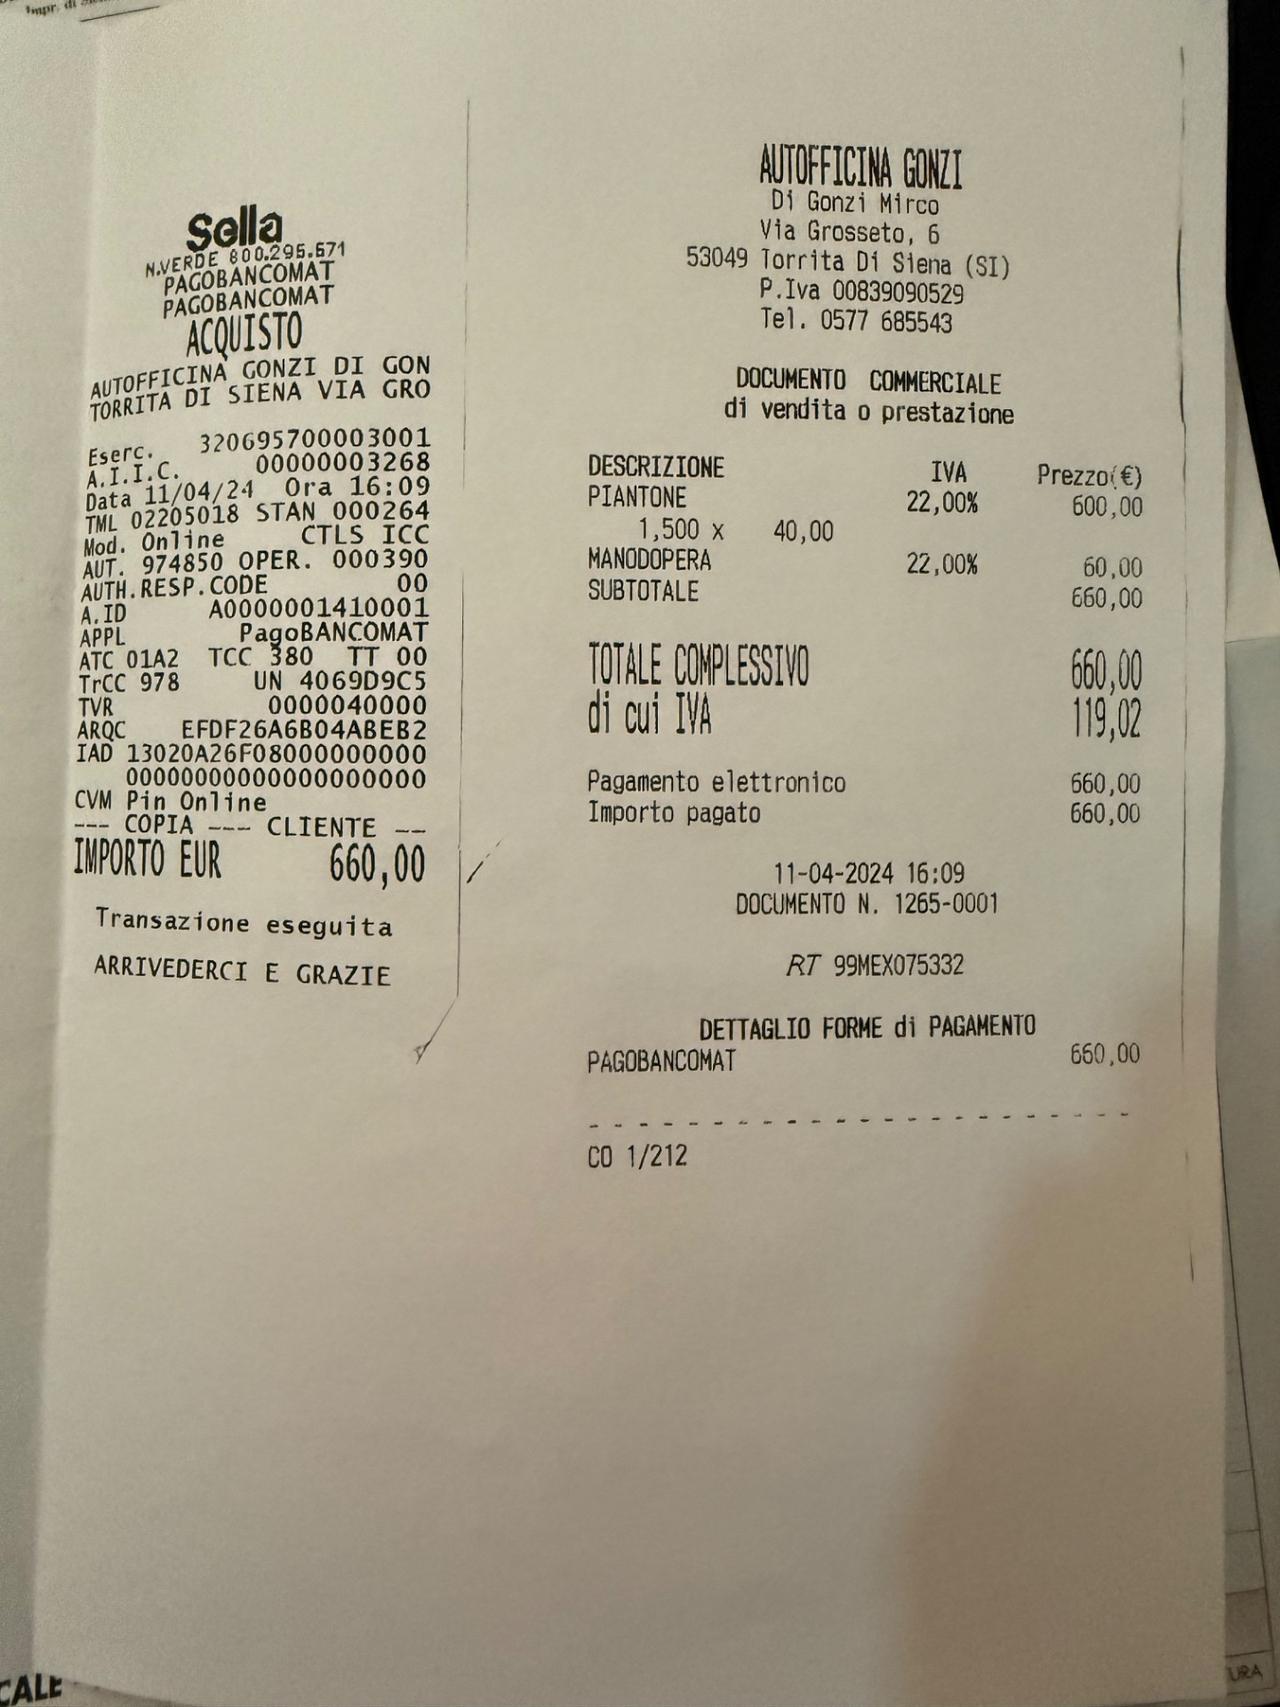 Impr. di
Sella
N.VERDE 800.295.571
PAGOBANCOMAT
PAGOBANCOMAT
ACQUISTO
AUTOFFICINA GONZI DI GON
TORRITA DI SIENA VIA GRO
Eserc. 320695700003001
A.I.I.C. 00000003268
Data 11/04/24 Ora 16:09
TML 02205018 STAN 000264
Mod. Online CTLS ICC
AUT. 974850 OPER. 000390
AUTH.RESP.CODE 00
A.ID A0000001410001
APPL PagoBANCOMAT
ATC 01A2 TCC 380 TT 00
TrCC 978 UN 4069D9C5
TVR 0000040000
ARQC EFDF26A6B04ABEB2
IAD 13020A26F08000000000
00000000000000000000
CVM Pin Online
--- COPIA --- CLIENTE --
IMPORTO EUR 660,00
Transazione eseguita
ARRIVEDERCI E GRAZIE
AUTOFFICINA GONZI
Di Gonzi Mirco
Via Grosseto, 6
53049 Torrita Di Siena (SI)
P.Iva 00839090529
Tel. 0577 685543
DOCUMENTO COMMERCIALE
di vendita o prestazione
DESCRIZIONE IVA Prezzo(€)
PIANTONE 22,00% 600,00
1,500 x 40,00
MANODOPERA 22,00% 60,00
SUBTOTALE 660,00
TOTALE COMPLESSIVO 660,00
di cui IVA 119,02
Pagamento elettronico 660,00
Importo pagato 660,00
11-04-2024 16:09
DOCUMENTO N. 1265-0001
RT 99MEX075332
DETTAGLIO FORME di PAGAMENTO
PAGOBANCOMAT 660,00
CO 1/212
CALE
URA